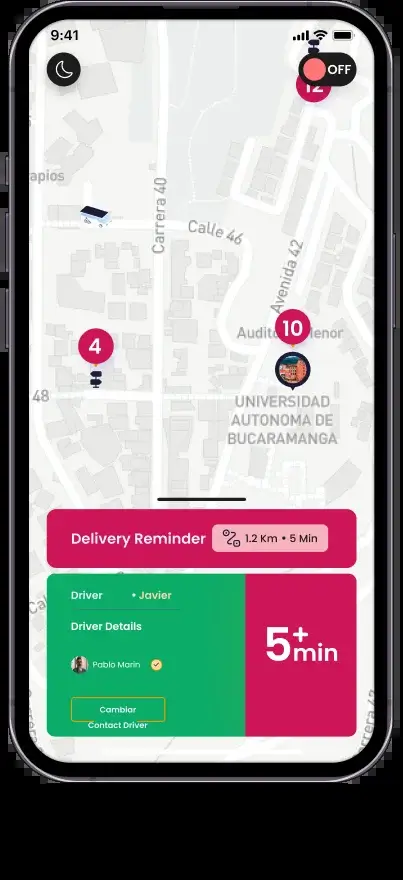 9:41
OFF
12
apios
Carrera 40
Calle 46
Avenida 42
10
Audito Menor
4
48
UNIVERSIDAD
AUTONOMA DE
BUCARAMANGA
Delivery Reminder
1.2 Km • 5 Min
Driver
• Javier
Driver Details
5+
min
Pablo Marin
Cambiar
Contact Driver